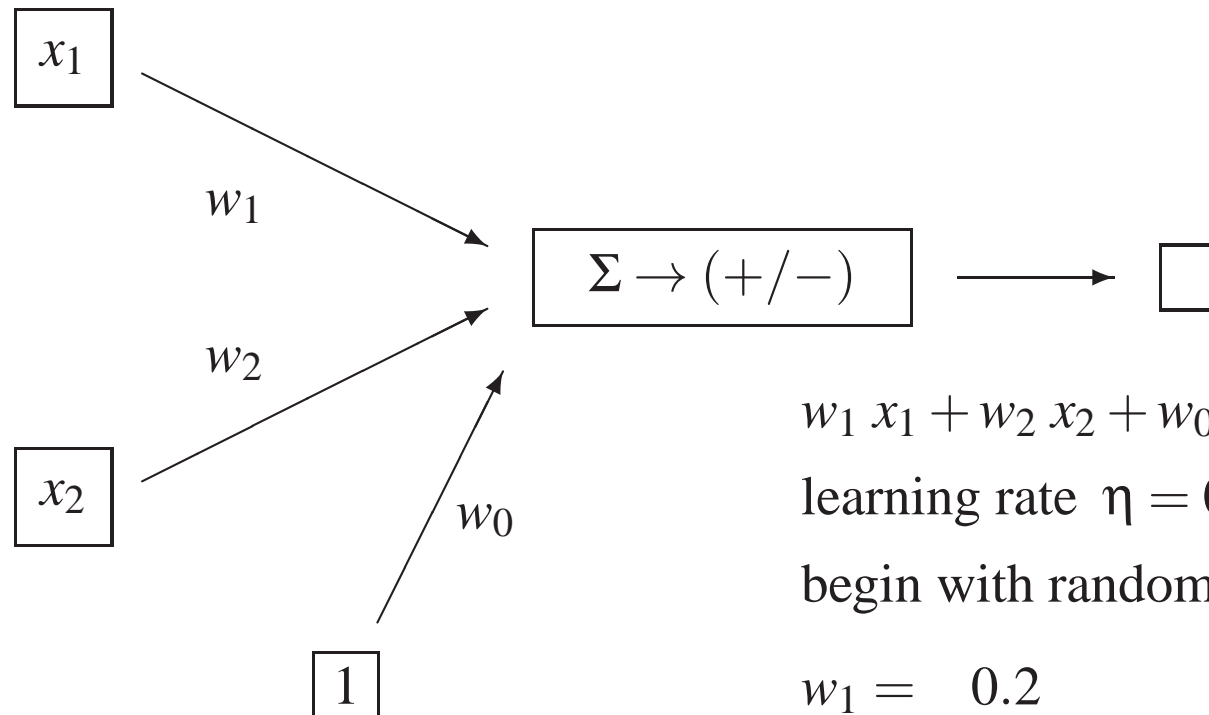 x1
w1
Σ → (+/−)
w2
w1 x1 + w2 x2 + w0
x2
learning rate η =
w0
begin with random
1
w1 = 0.2